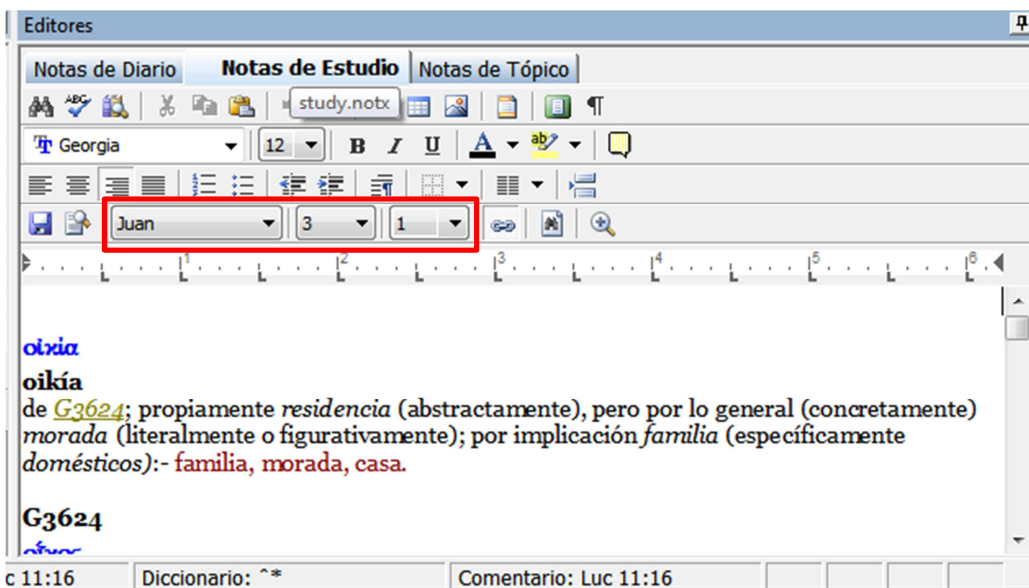 Editores
Notas de Diario Notas de Estudio Notas de Tópico
study.notx
Georgia 12 B I U A ab
Juan 3 1
1 2 3 4 5 6
οἰκία
oikía
de G3624; propiamente residencia (abstractamente), pero por lo general (concretamente)
morada (literalmente o figurativamente); por implicación familia (específicamente
domésticos):- familia, morada, casa.
G3624
c 11:16 Diccionario: ^* Comentario: Luc 11:16